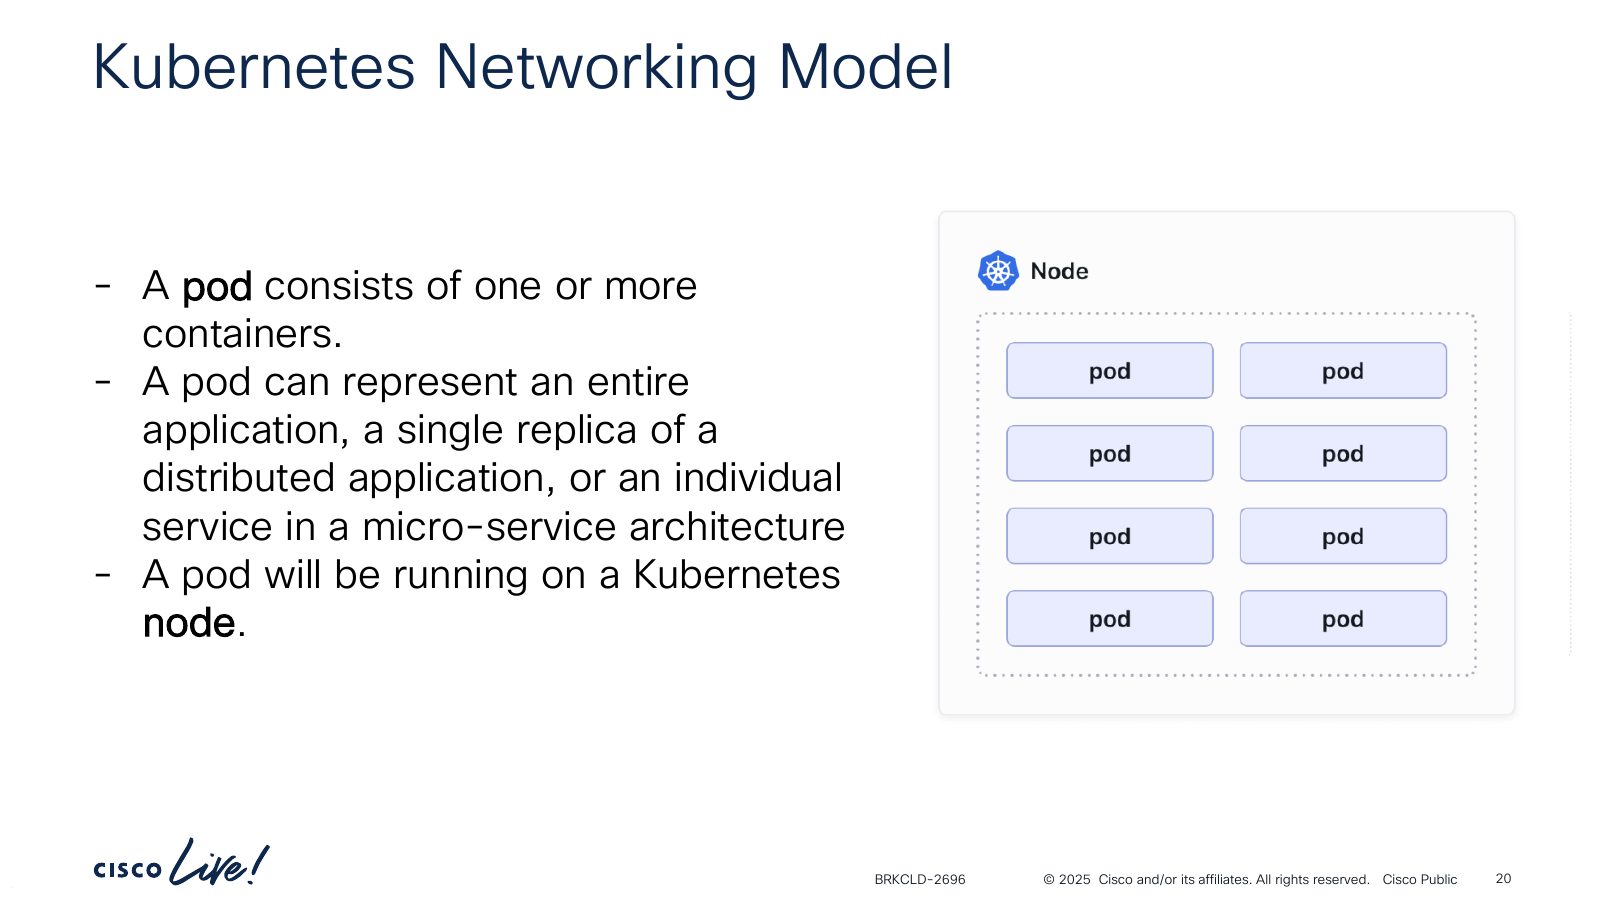 Kubernetes Networking Model
- A pod consists of one or more
containers.
- A pod can represent an entire
application, a single replica of a
distributed application, or an individual
service in a micro-service architecture
- A pod will be running on a Kubernetes
node.
Node
pod pod
pod pod
pod pod
pod pod
CISCO Live!
BRKCLD-2696 © 2025 Cisco and/or its affiliates. All rights reserved. Cisco Public 20